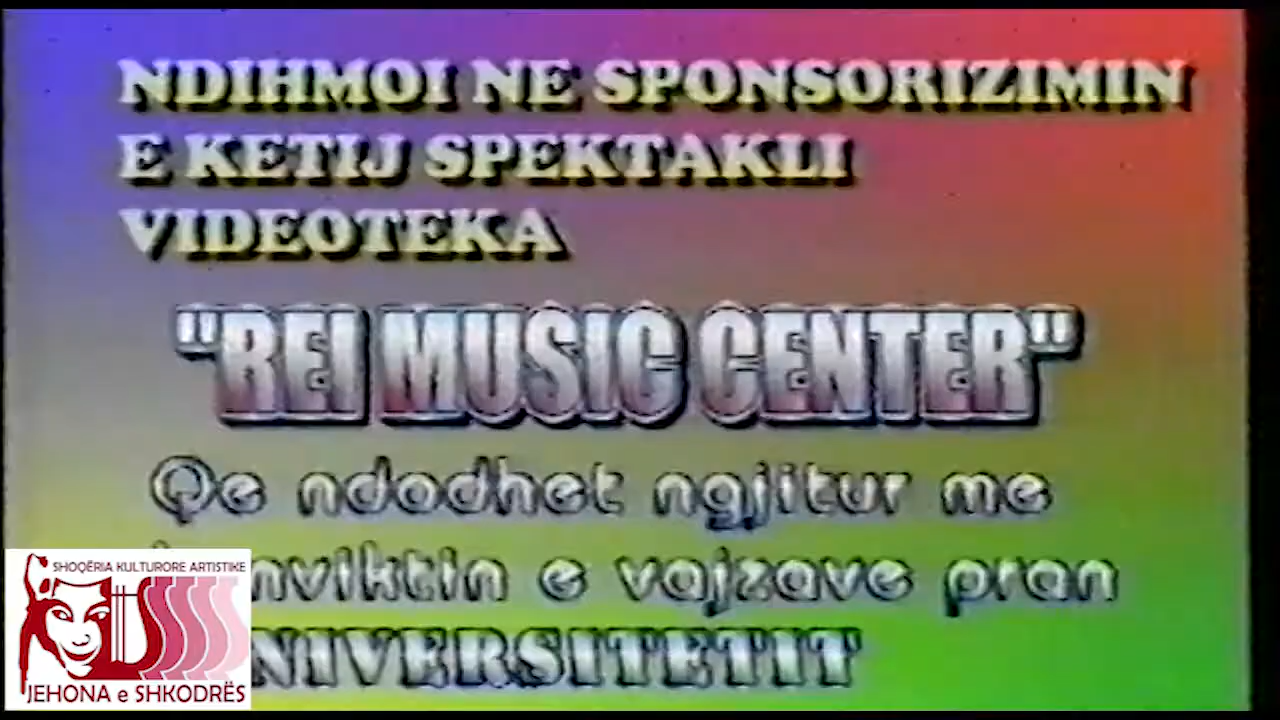 NDIHMOI NE SPONSORIZIMIN
E KETIJ SPEKTAKLI
VIDEOTEKA
"REI MUSIC CENTER"
Qe ndodhet ngjitur me
e vajzave pran
SHOQËRIA KULTURORE ARTISTIKE
JEHONA e SHKODRËS